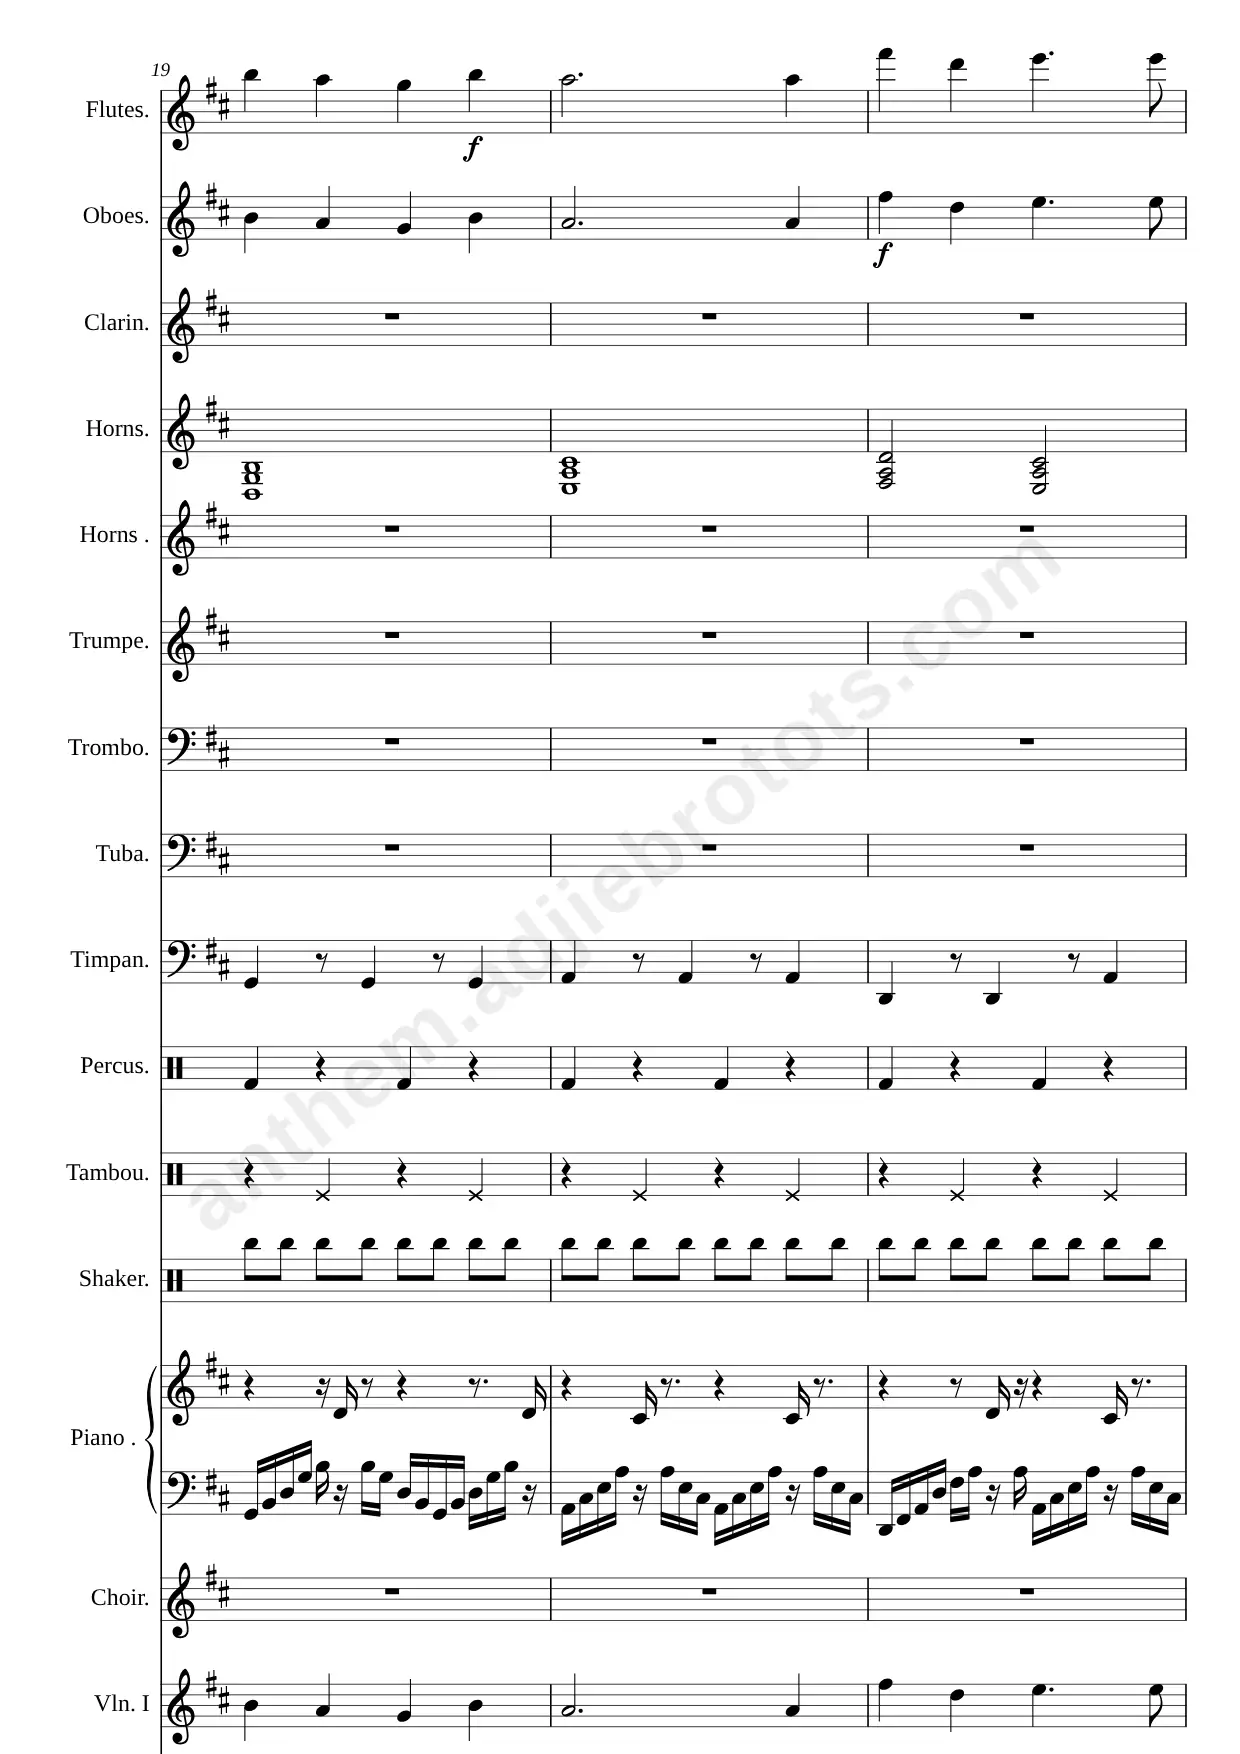 19
Flutes.
f
Oboes.
f
Clarin.
Horns.
Horns .
Trumpe.
Trombo.
Tuba.
Timpan.
Percus.
Tambou.
Shaker.
Piano .
Choir.
Vln. I
anthem.adjiebrotots.com